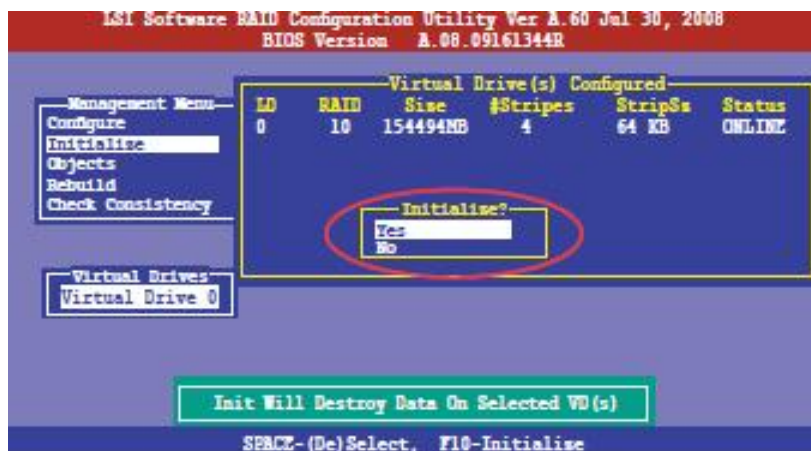 LSI Software RAID Configuration Utility Ver A.60 Jul 30, 2008
BIOS Version A.08.09161344R
Management Menu
Configure
Initialize
Objects
Rebuild
Check Consistency
Virtual Drive(s) Configured
LD RAID Size #Stripes StripSz Status
0 10 154494MB 4 64 KB ONLINE
Initialize?
Yes
No
Virtual Drives
Virtual Drive 0
Init Will Destroy Data On Selected VD(s)
SPACE-(De)Select, F10-Initialize